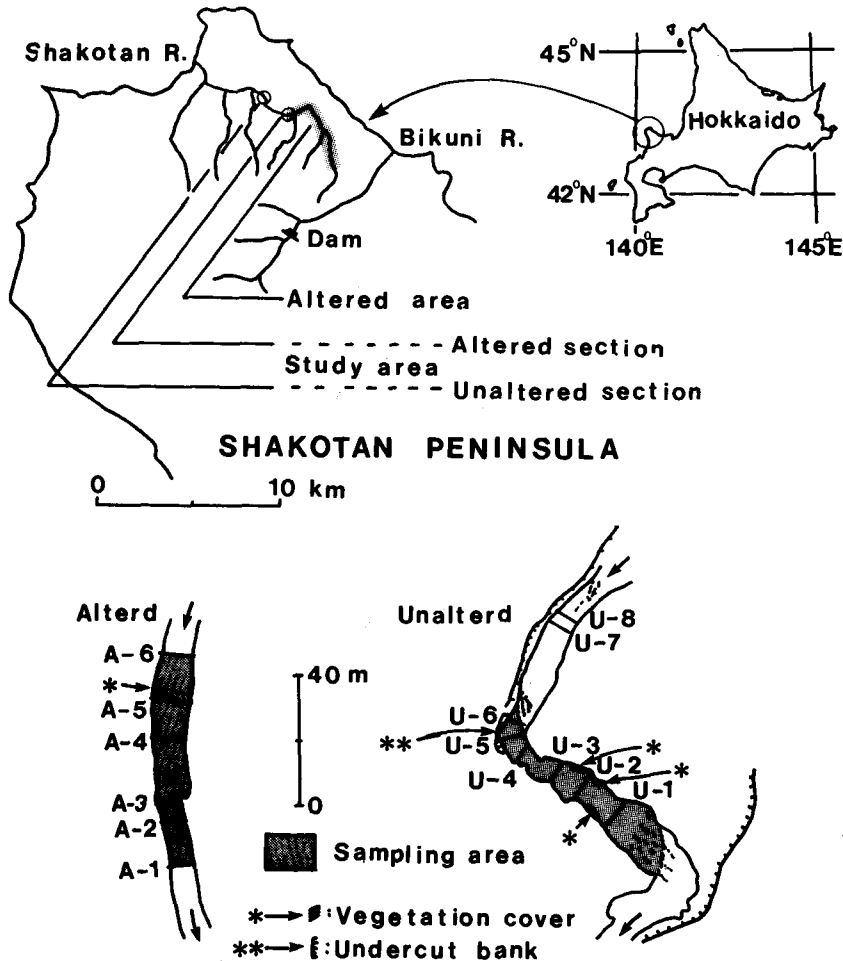 Shakotan R.
45°N
Hokkaido
Bikuni R.
42°N
Dam
140°E
145°E
Altered area
Altered section
Study area
Unaltered section
SHAKOTAN PENINSULA
0
10 km
Alterd
Unalterd
A-6
*
A-5
A-4
A-3
A-2
A-1
40 m
0
U-8
U-7
U-6
**
U-5
U-4
U-3
*
U-2
*
U-1
*
Sampling area
* : Vegetation cover
** : Undercut bank